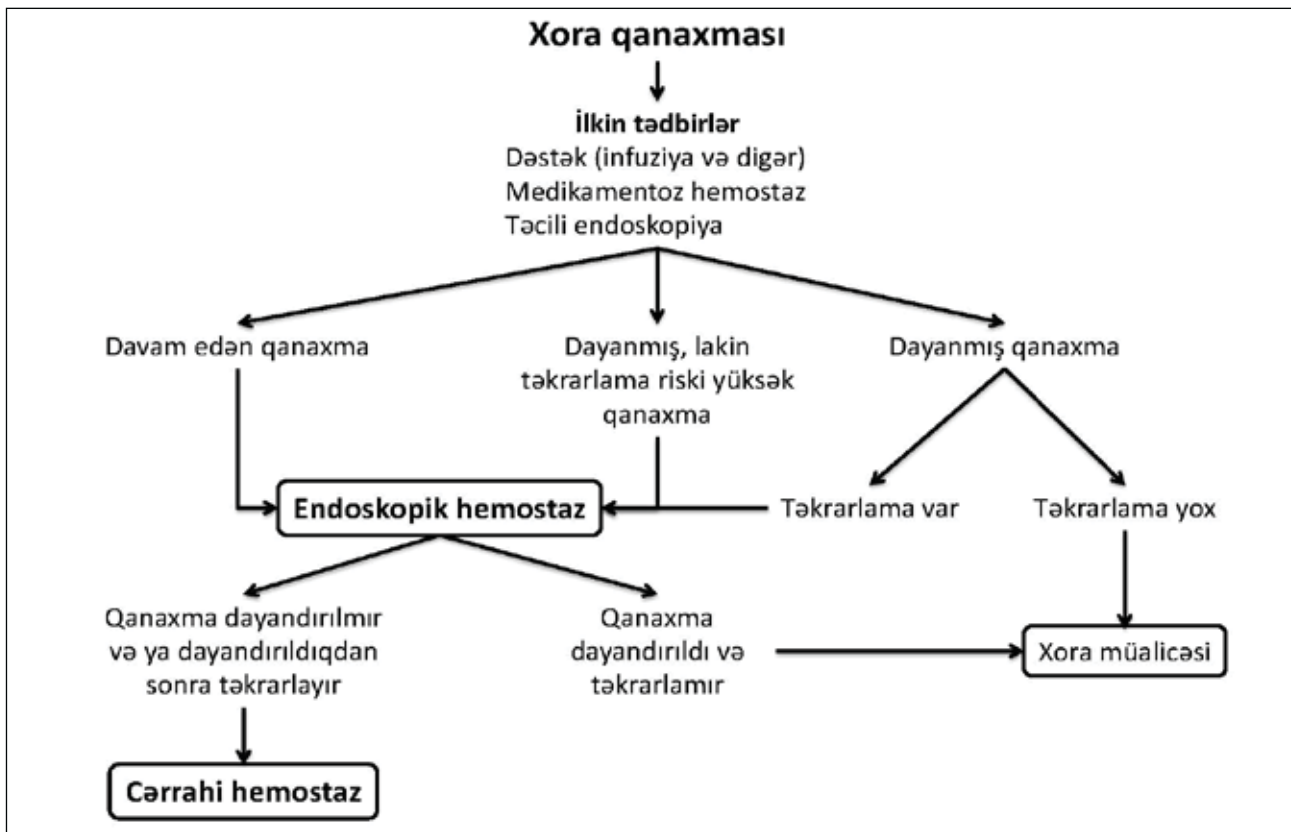 Xora qanaxması
İlkin tədbirlər
Dəstək (infuziya və digər)
Medikamentoz hemostaz
Təcili endoskopiya
Davam edən qanaxma
Dayanmış, lakin
təkrarlama riski yüksək
qanaxma
Dayanmış qanaxma
Endoskopik hemostaz
Təkrarlama var
Təkrarlama yox
Qanaxma dayandırılmır
və ya dayandırıldıqdan
sonra təkrarlayır
Qanaxma
dayandırıldı və
təkrarlamır
Xora müalicəsi
Cərrahi hemostaz